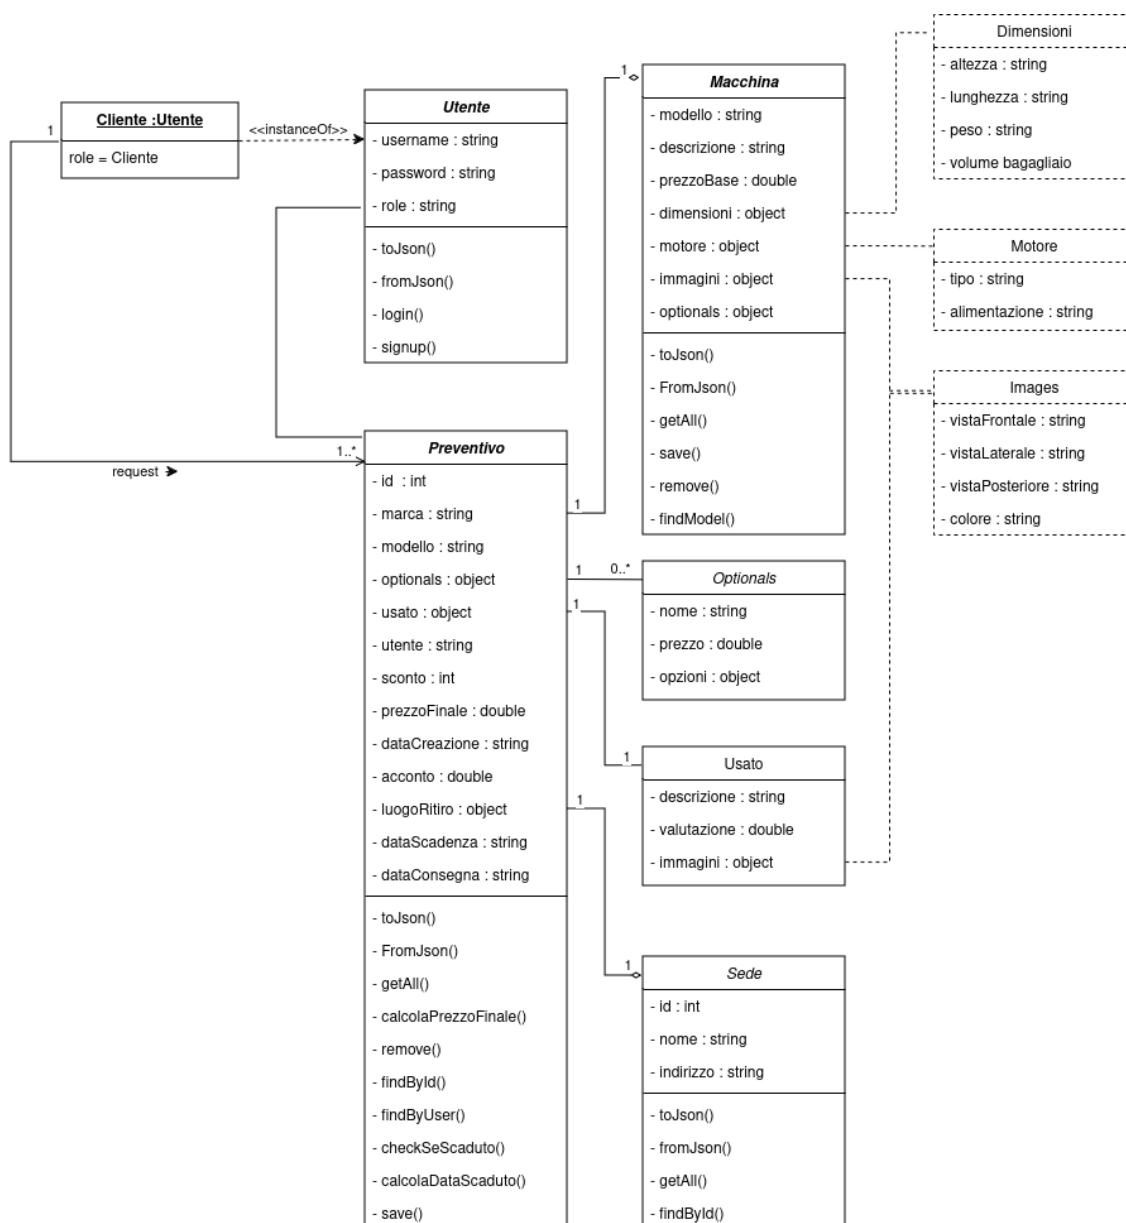 Cliente :Utente
role = Cliente
1
<<instanceOf>>
request
1..*
Utente
- username : string
- password : string
- role : string
- toJson()
- fromJson()
- login()
- signup()
Preventivo
- id  : int
- marca : string
- modello : string
- optionals : object
- usato : object
- utente : string
- sconto : int
- prezzoFinale : double
- dataCreazione : string
- acconto : double
- luogoRitiro : object
- dataScadenza : string
- dataConsegna : string
- toJson()
- FromJson()
- getAll()
- calcolaPrezzoFinale()
- remove()
- findById()
- findByUser()
- checkSeScaduto()
- calcolaDataScaduto()
- save()
1
1
Macchina
- modello : string
- descrizione : string
- prezzoBase : double
- dimensioni : object
- motore : object
- immagini : object
- optionals : object
- toJson()
- FromJson()
- getAll()
- save()
- remove()
- findModel()
1
0..*
Optionals
- nome : string
- prezzo : double
- opzioni : object
1
1
Usato
- descrizione : string
- valutazione : double
- immagini : object
1
1
Sede
- id : int
- nome : string
- indirizzo : string
- toJson()
- fromJson()
- getAll()
- findById()
Dimensioni
- altezza : string
- lunghezza : string
- peso : string
- volume bagagliaio
Motore
- tipo : string
- alimentazione : string
Images
- vistaFrontale : string
- vistaLaterale : string
- vistaPosteriore : string
- colore : string